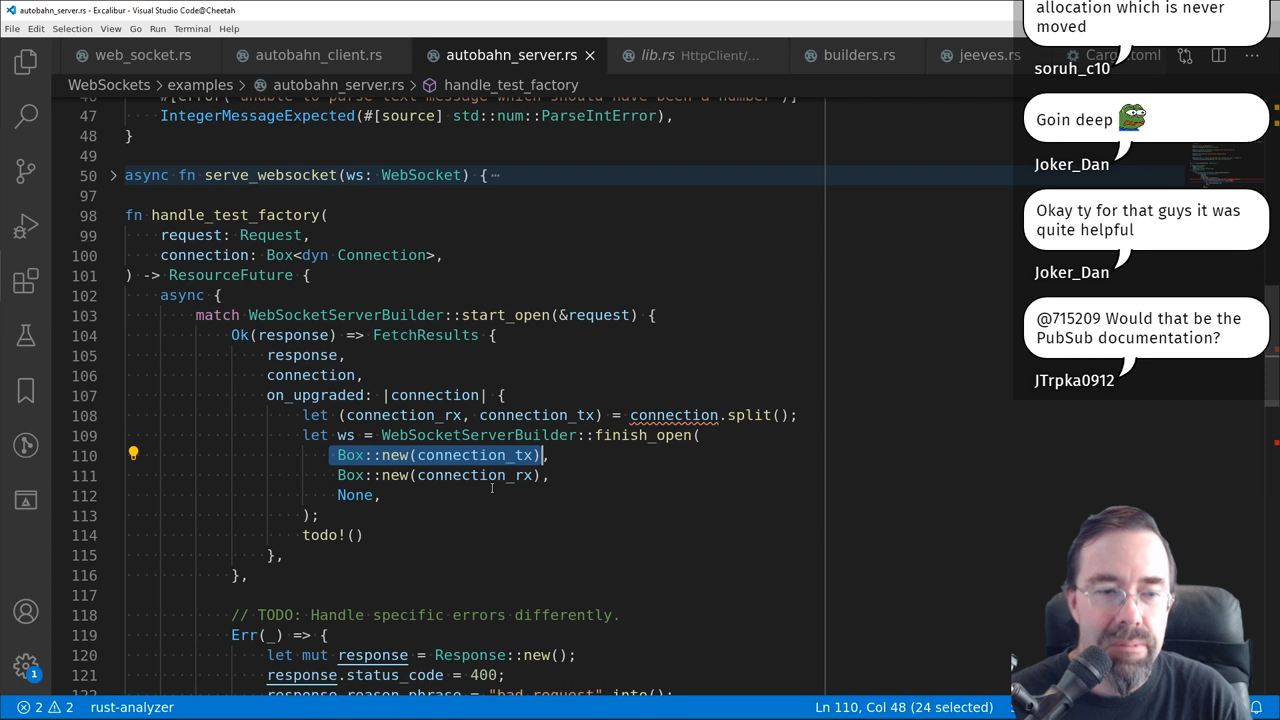 autobahn_server.rs - Excalibur - Visual Studio Code@Cheetah
File Edit Selection View Go Run Terminal Help
web_socket.rs autobahn_client.rs autobahn_server.rs lib.rs HttpClient/... builders.rs jeeves.rs
WebSockets > examples > autobahn_server.rs > handle_test_factory
47 IntegerMessageExpected(#[source] std::num::ParseIntError),
48 }
49
50 async fn serve_websocket(ws: WebSocket) {…
97
98 fn handle_test_factory(
99 request: Request,
100 connection: Box<dyn Connection>,
101 ) -> ResourceFuture {
102 async {
103 match WebSocketServerBuilder::start_open(&request) {
104 Ok(response) => FetchResults {
105 response,
106 connection,
107 on_upgraded: |connection| {
108 let (connection_rx, connection_tx) = connection.split();
109 let ws = WebSocketServerBuilder::finish_open(
110 Box::new(connection_tx),
111 Box::new(connection_rx),
112 None,
113 );
114 todo!()
115 },
116 },
117
118 // TODO: Handle specific errors differently.
119 Err(_) => {
120 let mut response = Response::new();
121 response.status_code = 400;
122 response.reason_phrase = "bad request".into();
allocation which is never
moved
soruh_c10
Goin deep
Joker_Dan
Okay ty for that guys it was
quite helpful
Joker_Dan
@715209 Would that be the
PubSub documentation?
JTrpka0912
1
2 2 rust-analyzer Ln 110, Col 48 (24 selected)